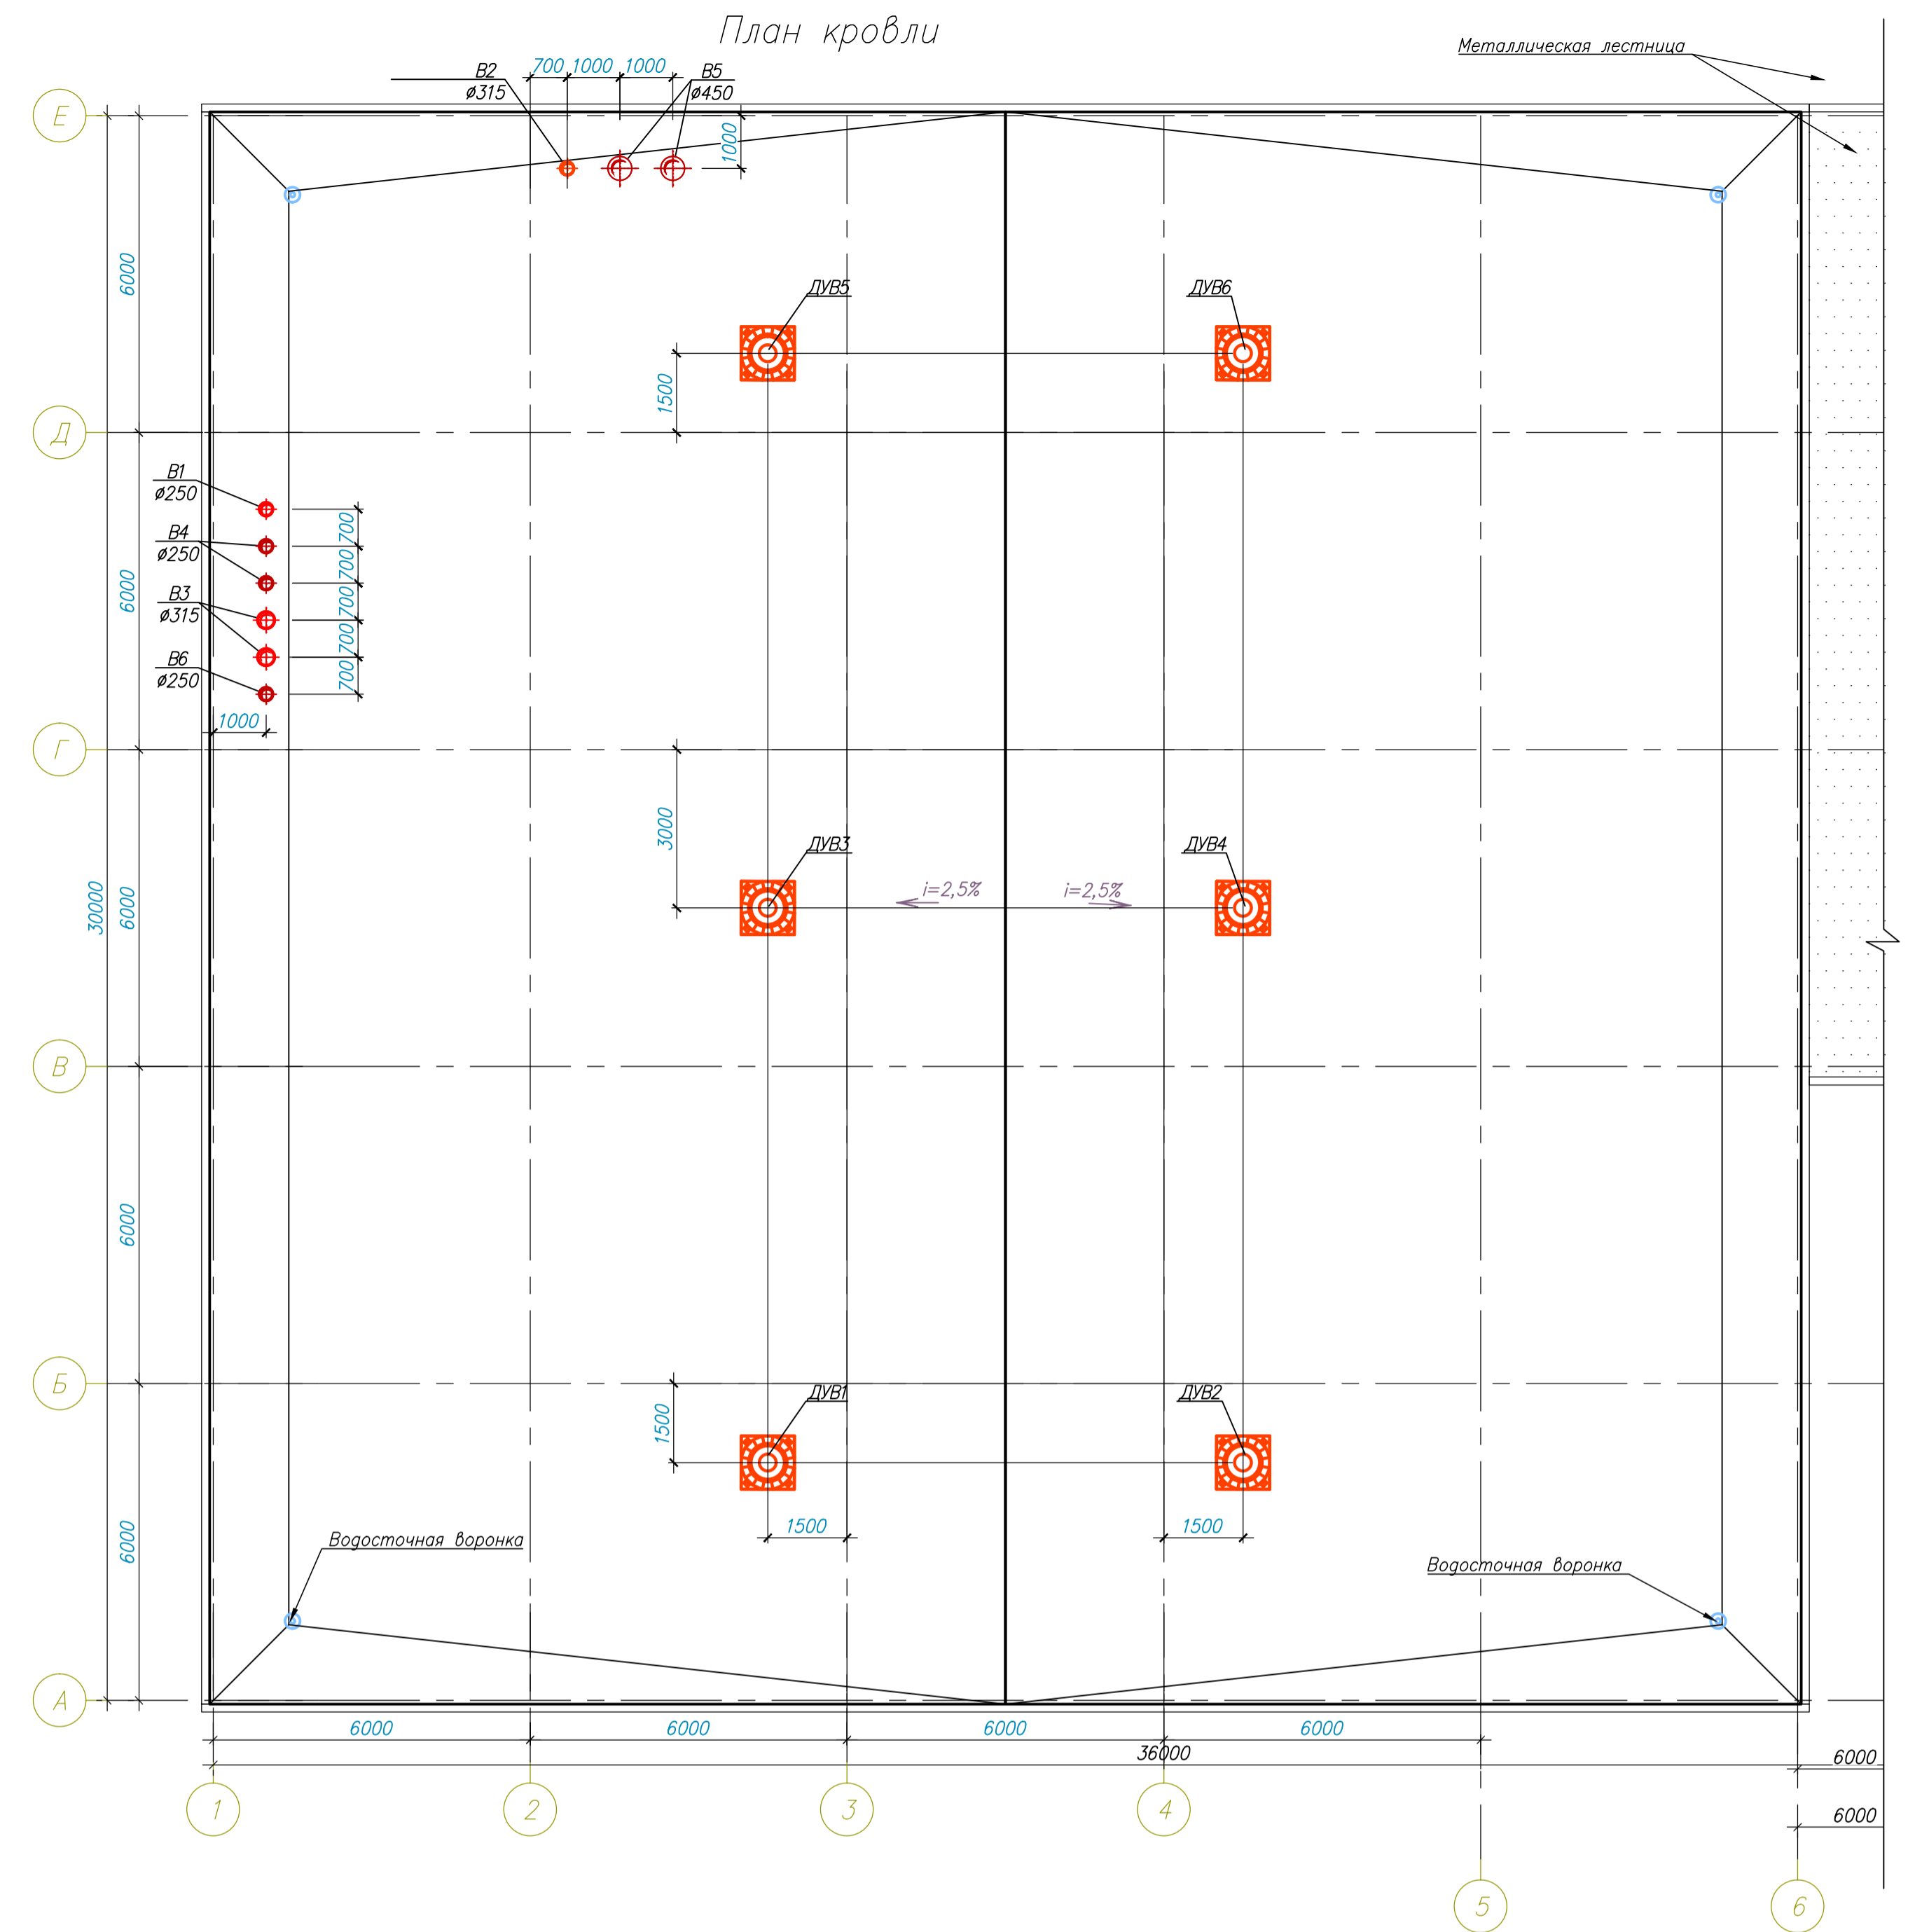 План кровли
Металлическая лестница
В2
ø315
700
1000
1000
В5
ø450
1000
Е
6000
ДУВ5
ДУВ6
1500
Д
В1
ø250
В4
ø250
В3
ø315
В6
ø250
700
700
700
700
700
6000
1000
Г
3000
ДУВ3
ДУВ4
i=2,5%
i=2,5%
30000
6000
В
6000
Б
1500
ДУВ1
ДУВ2
1500
1500
6000
Водосточная воронка
Водосточная воронка
А
6000
6000
6000
6000
36000
6000
6000
1
2
3
4
5
6